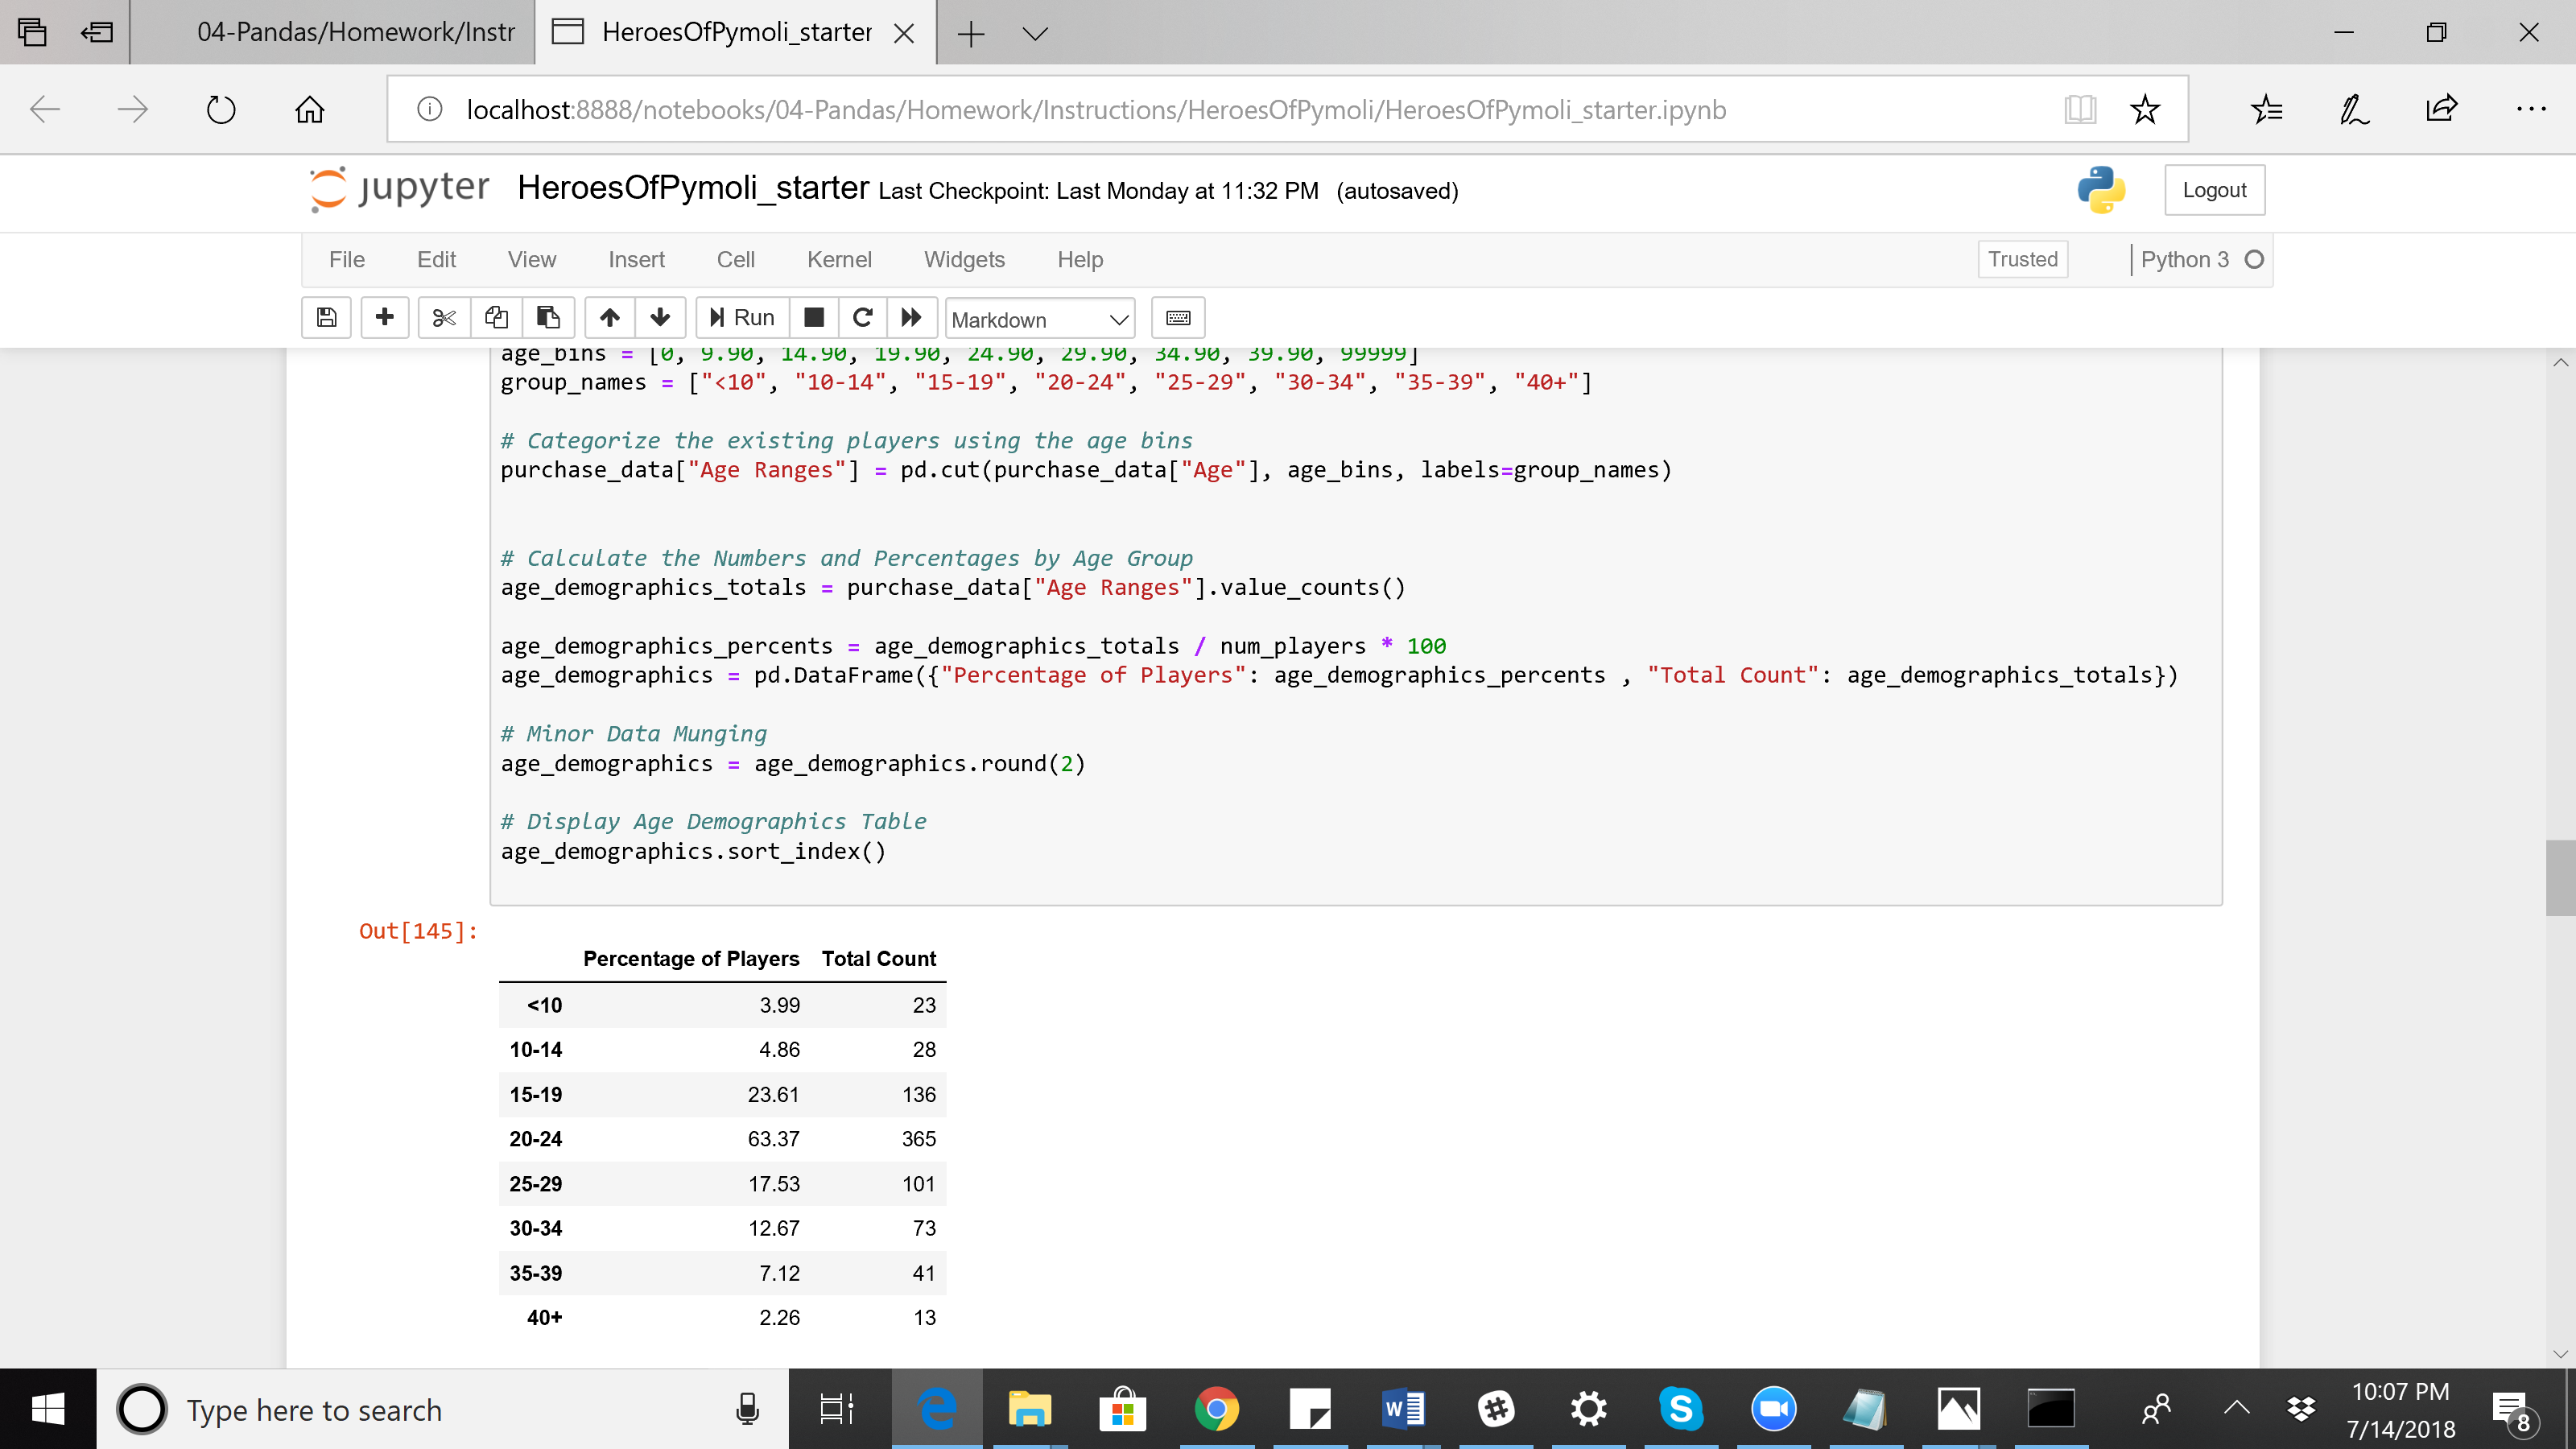 04-Pandas/Homework/Instr
HeroesOfPymoli_starter
localhost:8888/notebooks/04-Pandas/Homework/Instructions/HeroesOfPymoli/HeroesOfPymoli_starter.ipynb
jupyter HeroesOfPymoli_starter Last Checkpoint: Last Monday at 11:32 PM (autosaved)
Logout
File Edit View Insert Cell Kernel Widgets Help Trusted Python 3
Run Markdown
age_bins = [0, 9.90, 14.90, 19.90, 24.90, 29.90, 34.90, 39.90, 99999]
group_names = ["<10", "10-14", "15-19", "20-24", "25-29", "30-34", "35-39", "40+"]
# Categorize the existing players using the age bins
purchase_data["Age Ranges"] = pd.cut(purchase_data["Age"], age_bins, labels=group_names)
# Calculate the Numbers and Percentages by Age Group
age_demographics_totals = purchase_data["Age Ranges"].value_counts()
age_demographics_percents = age_demographics_totals / num_players * 100
age_demographics = pd.DataFrame({"Percentage of Players": age_demographics_percents , "Total Count": age_demographics_totals})
# Minor Data Munging
age_demographics = age_demographics.round(2)
# Display Age Demographics Table
age_demographics.sort_index()
Out[145]:
Percentage of Players Total Count
<10 3.99 23
10-14 4.86 28
15-19 23.61 136
20-24 63.37 365
25-29 17.53 101
30-34 12.67 73
35-39 7.12 41
40+ 2.26 13
Type here to search
10:07 PM
7/14/2018
8